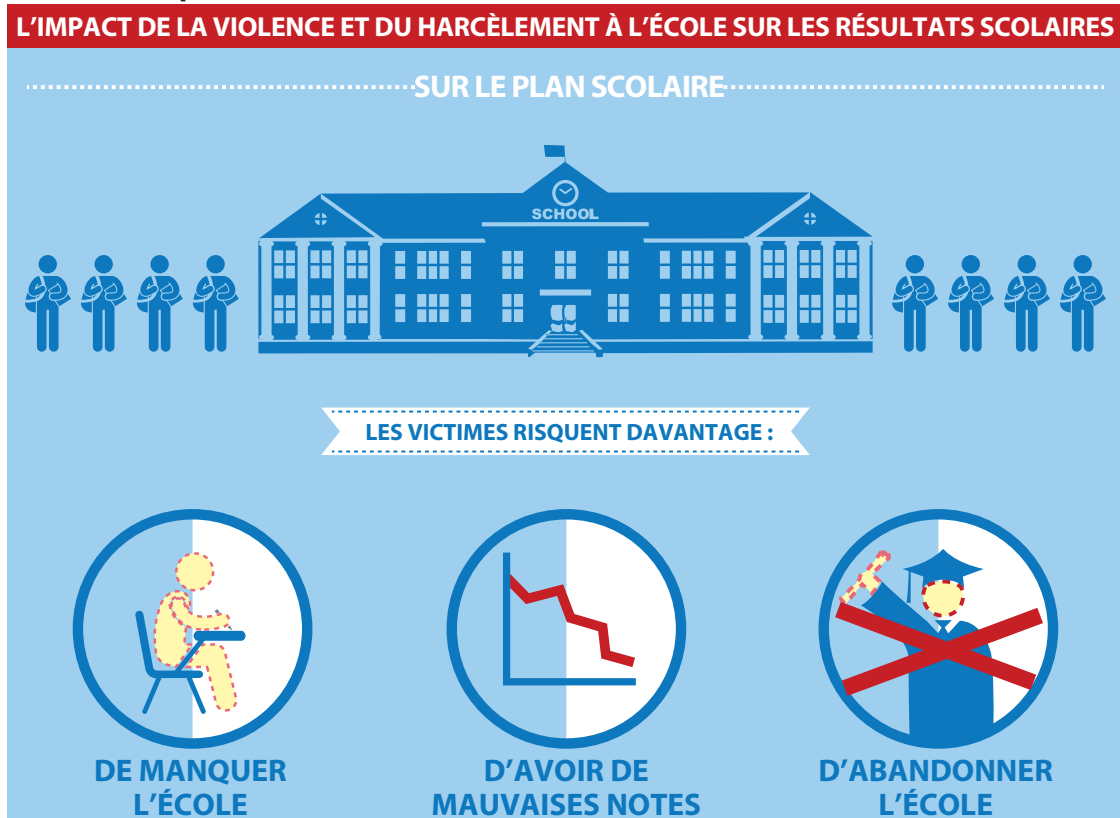 L'IMPACT DE LA VIOLENCE ET DU HARCÈLEMENT À L'ÉCOLE SUR LES RÉSULTATS SCOLAIRES
SUR LE PLAN SCOLAIRE
SCHOOL
LES VICTIMES RISQUENT DAVANTAGE :
DE MANQUER
L'ÉCOLE
D'AVOIR DE
MAUVAISES NOTES
D'ABANDONNER
L'ÉCOLE